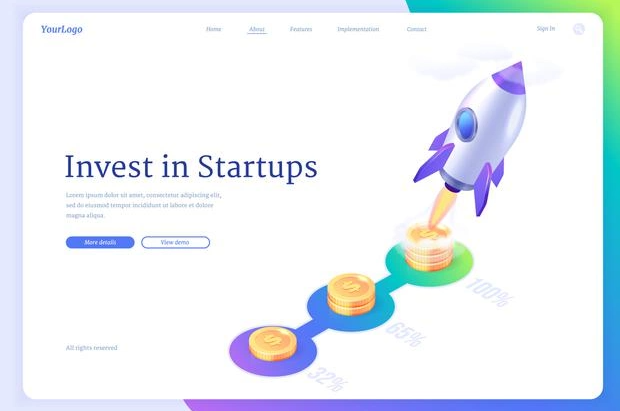 YourLogo
Home About Features Implementation Contact Sign In
Invest in Startups
Lorem ipsum dolor sit amet, consectetur adipiscing elit,
sed do eiusmod tempor incididunt ut labore et dolore
magna aliqua.
More details View demo
100%
65%
32%
All rights reserved